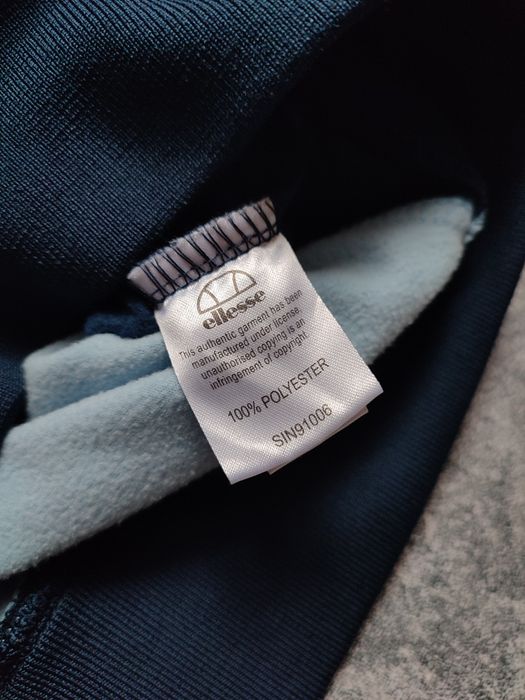 ellesse
This authentic garment has been
manufactured under license
unauthorised copying is an
infringement of copyright
100% POLYESTER
SIN91006